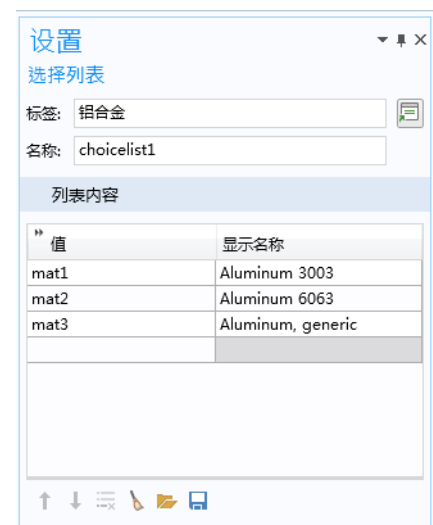 设置
选择列表
标签: 铝合金
名称: choicelist1
列表内容
值 显示名称
mat1 Aluminum 3003
mat2 Aluminum 6063
mat3 Aluminum, generic